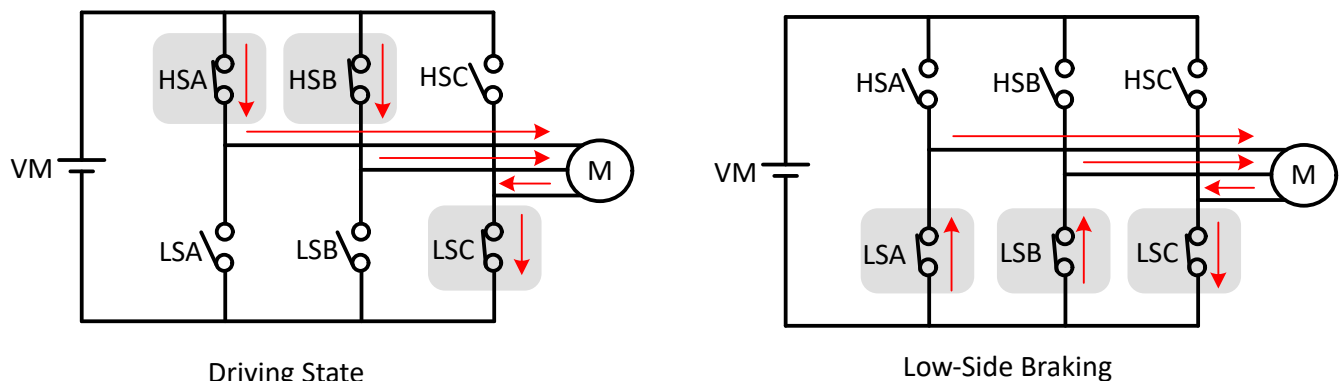 HSA HSB HSC
VM
M
LSA LSB LSC
Driving State
HSA HSB HSC
VM
M
LSA LSB LSC
Low-Side Braking